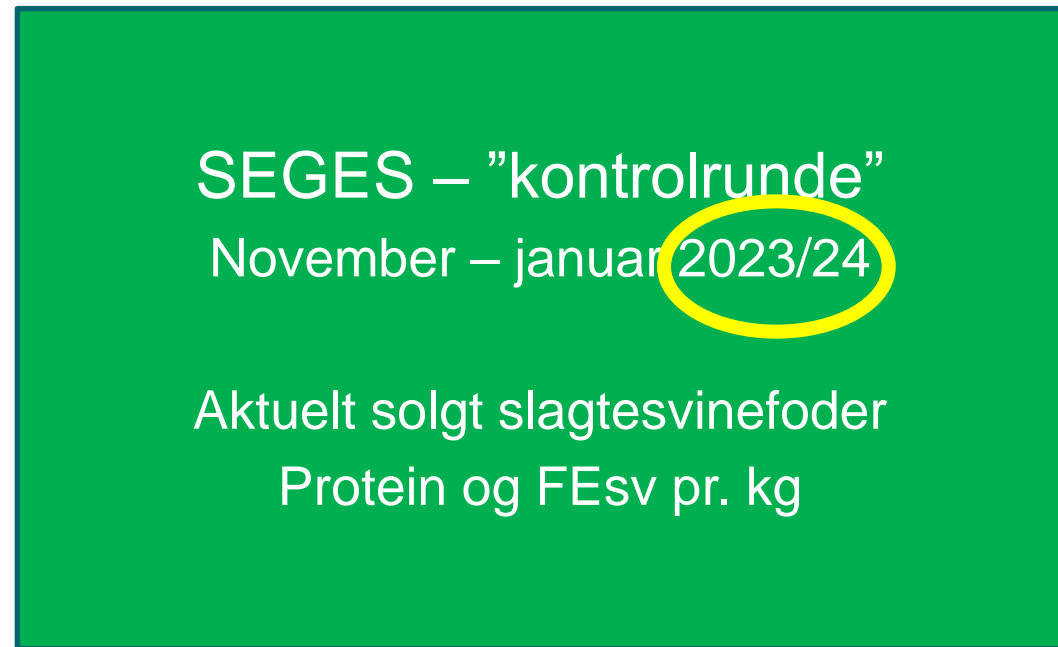 SEGES – ”kontrolrunde”
November – januar 2023/24
Aktuelt solgt slagtesvinefoder
Protein og FEsv pr. kg